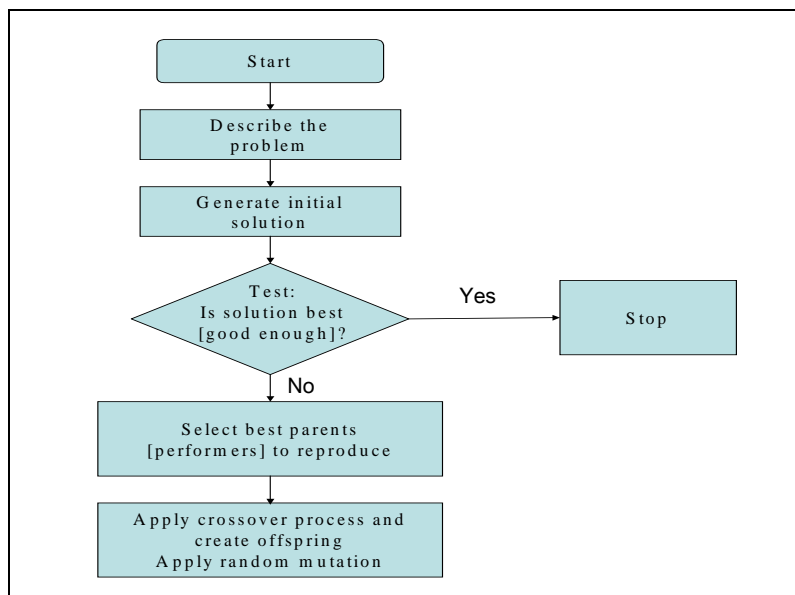 Start
Describe the
problem
Generate initial
solution
Test:
Is solution best
[good enough]?
Yes
Stop
No
Select best parents
[performers] to reproduce
Apply crossover process and
create offspring
Apply random mutation